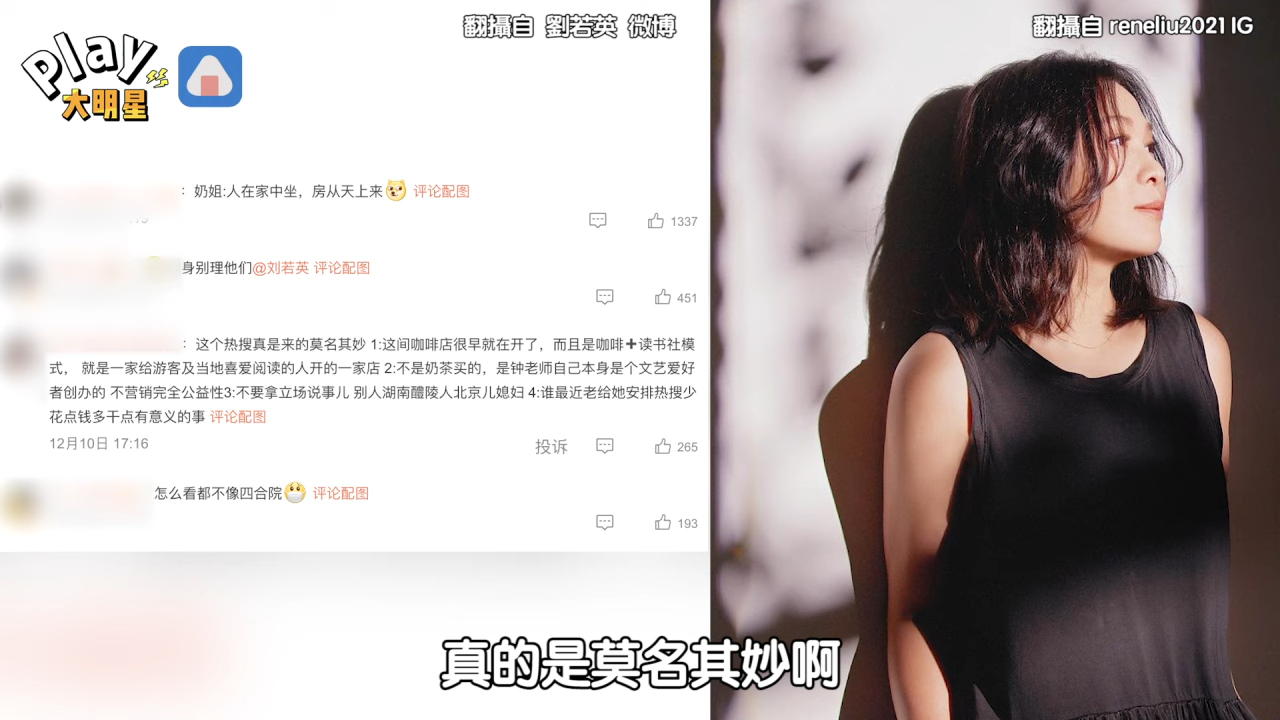 Play
大明星
翻攝自 劉若英 微博
翻攝自 reneliu2021 IG
：奶姐:人在家中坐，房从天上来 评论配图
1337
身别理他们@刘若英 评论配图
451
：这个热搜真是来的莫名其妙 1:这间咖啡店很早就在开了，而且是咖啡➕读书社模
式， 就是一家给游客及当地喜爱阅读的人开的一家店 2:不是奶茶买的，是钟老师自己本身是个文艺爱好
者创办的 不营销完全公益性3:不要拿立场说事儿 别人湖南醴陵人北京儿媳妇 4:谁最近老给她安排热搜少
花点钱多干点有意义的事 评论配图
12月10日 17:16
投诉
265
怎么看都不像四合院 评论配图
193
真的是莫名其妙啊